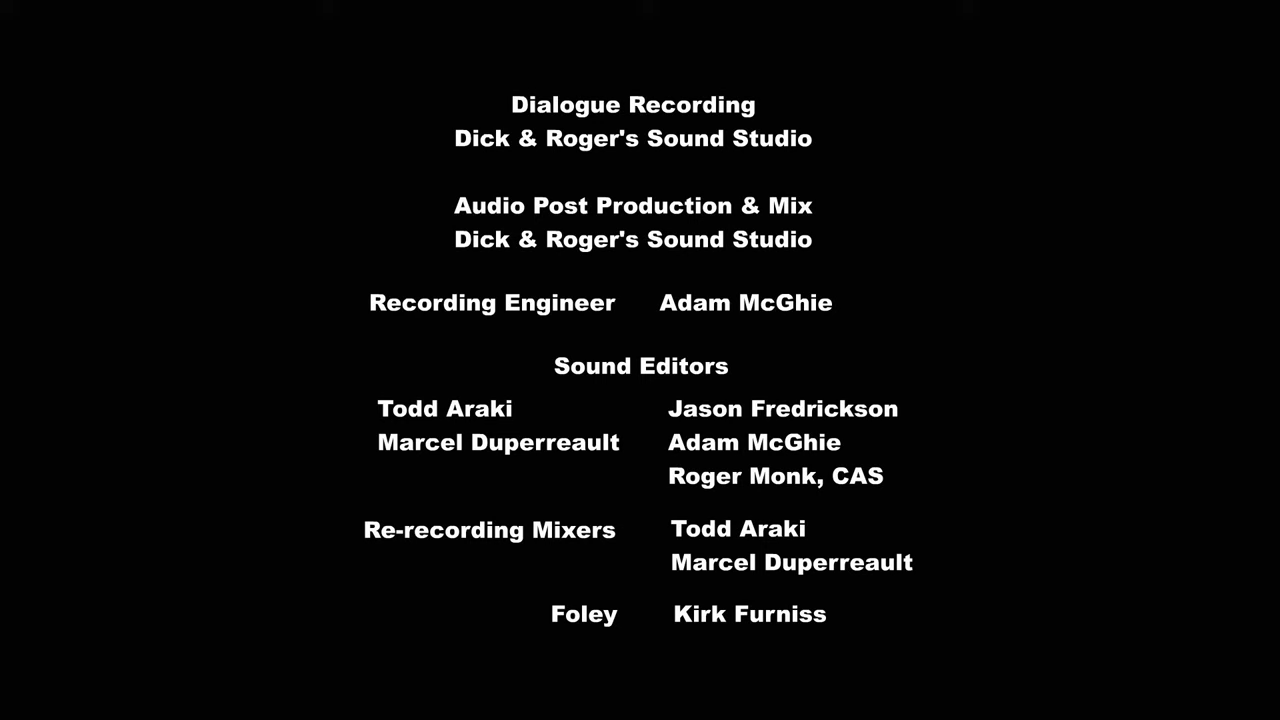 Dialogue Recording
Dick & Roger's Sound Studio
Audio Post Production & Mix
Dick & Roger's Sound Studio
Recording Engineer Adam McGhie
Sound Editors
Todd Araki Jason Fredrickson
Marcel Duperreault Adam McGhie
Roger Monk, CAS
Re-recording Mixers Todd Araki
Marcel Duperreault
Foley Kirk Furniss